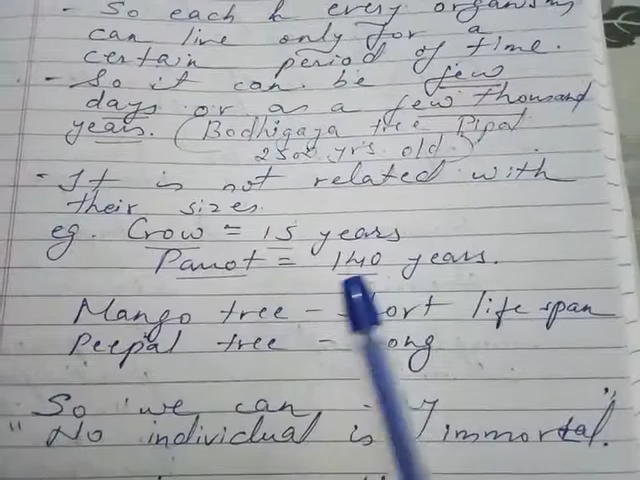 - So each & every organism
can live only for a
certain period of time.
- So it can be few
days or as a few thousand
years. (Bodhigaya tree Pipal
2500 yrs. old.)
- It is not related with
their sizes.
eg. Crow = 15 years
Parrot = 140 years.
Mango tree - short life span
Peepal tree - long
So we can
"No individual is immortal."